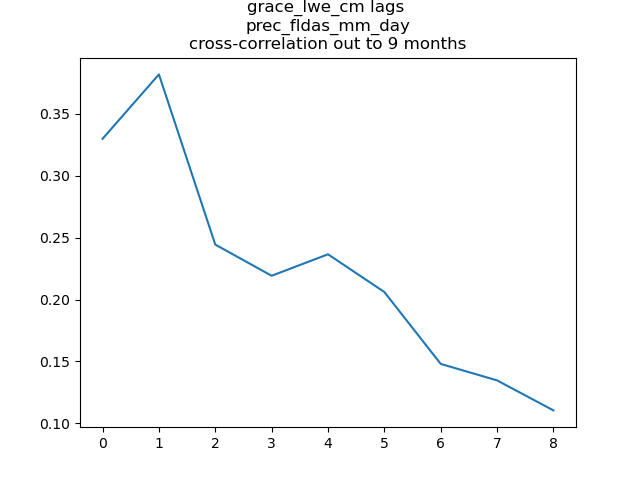 grace_lwe_cm lags
prec_fldas_mm_day
cross-correlation out to 9 months
0.35
0.30
0.25
0.20
0.15
0.10
0 1 2 3 4 5 6 7 8